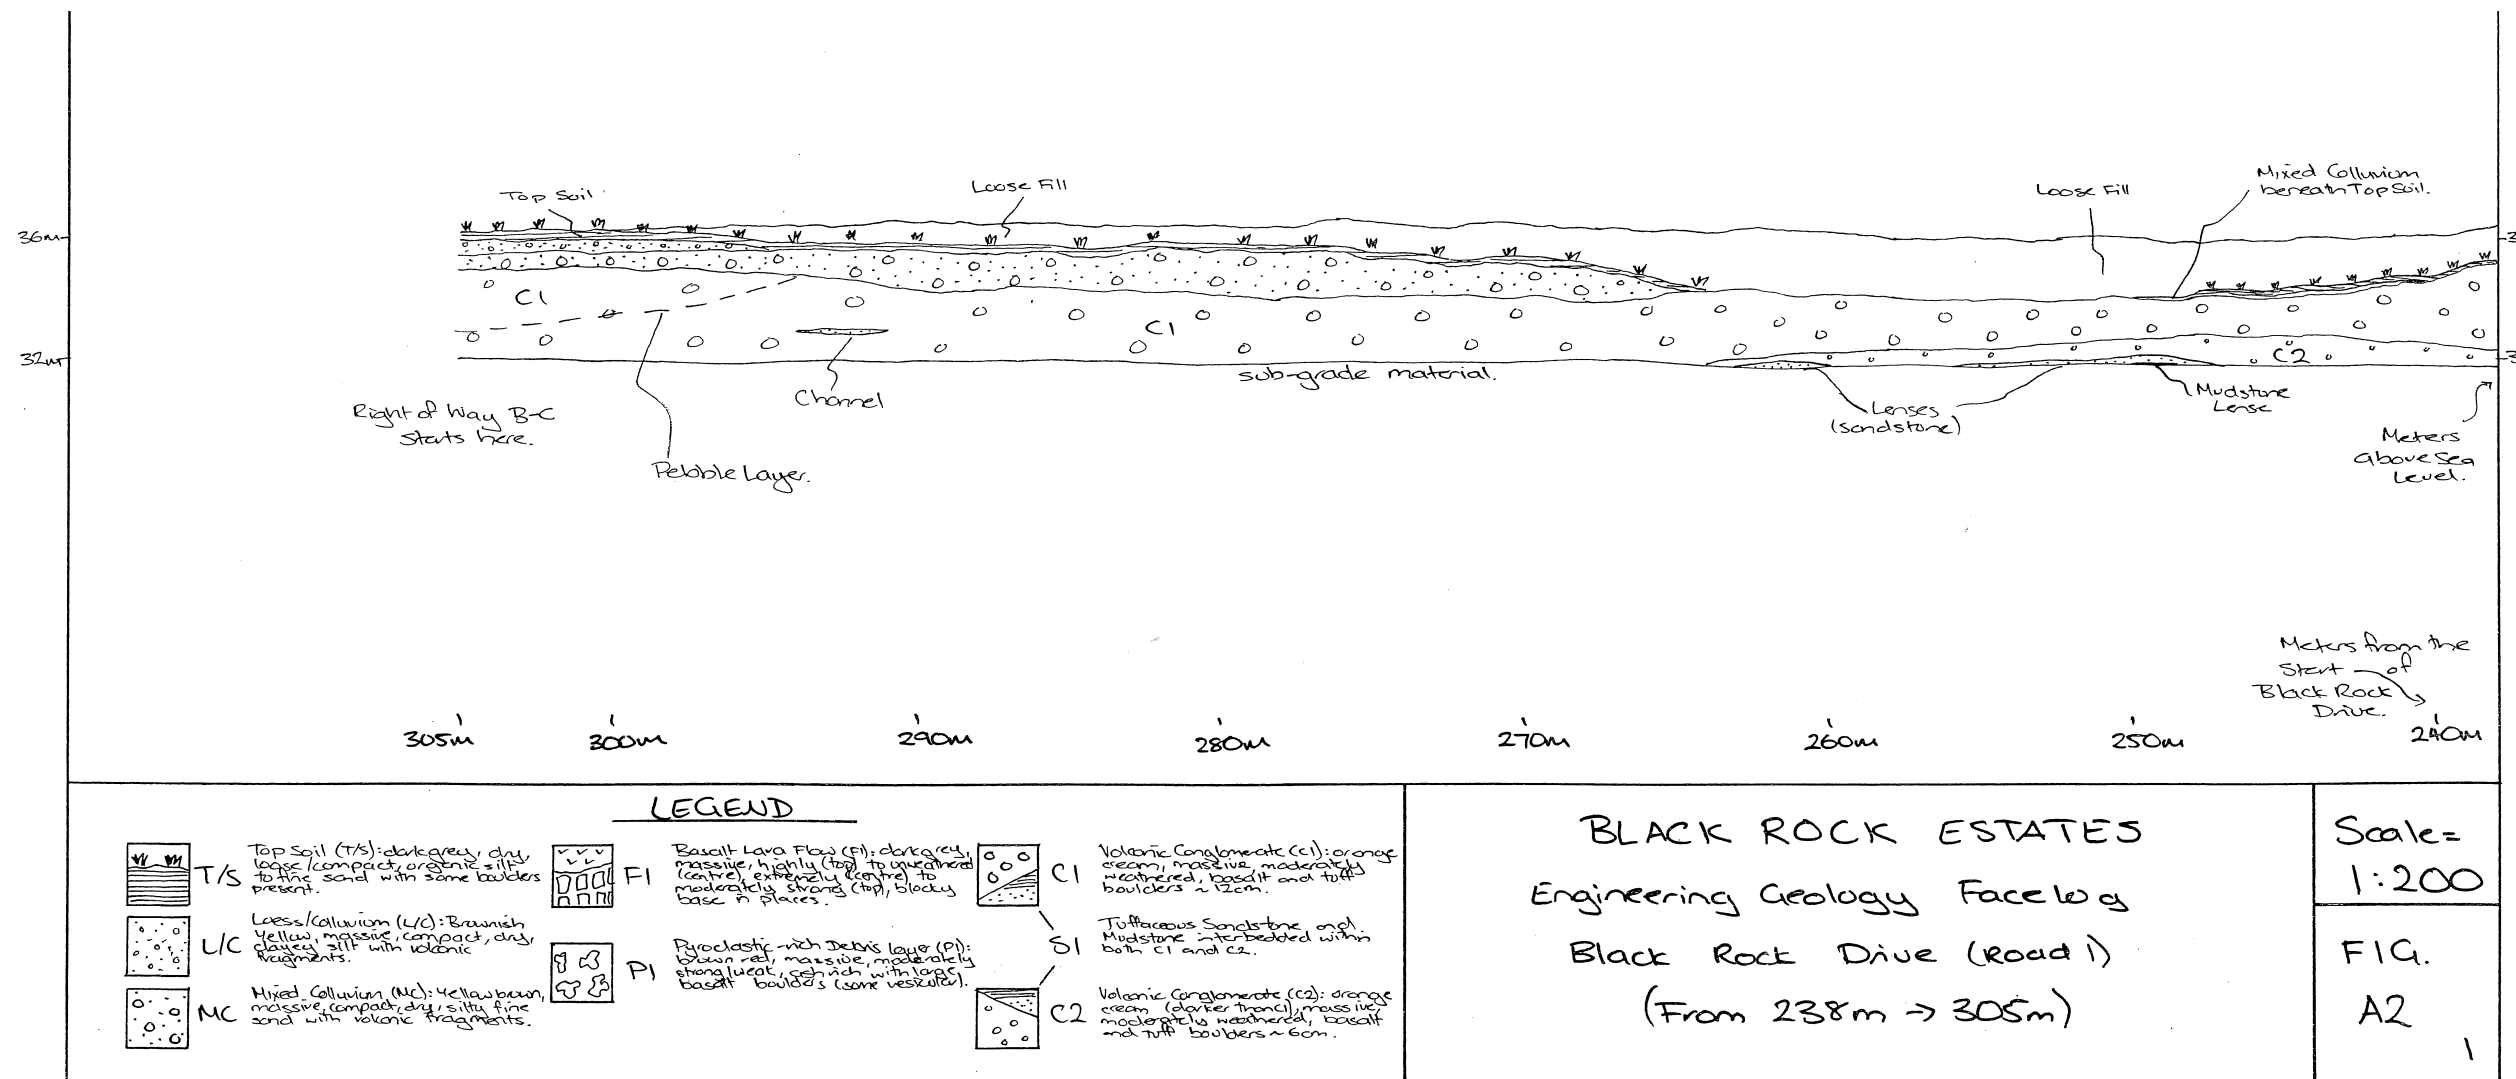 Top Soil
Loose Fill
Loose Fill
Mixed Colluvium
beneath Top Soil.
36m
3
C1
C1
32m
3
C2
sub-grade material.
Channel
Right of Way B-C
starts here.
Pebble Layer.
Lenses
(sandstone)
Mudstone
Lense
Meters
above Sea
Level.
Meters from the
Start of
Black Rock
Drive.
305m
300m
290m
280m
270m
260m
250m
240m
LEGEND
T/S
Top Soil (T/S): dark grey, dry,
loose/compact, organic silt
to fine sand with some boulders
present.
L/C
Loess/Colluvium (L/C): Brownish
yellow, massive, compact, dry,
clayey silt with volcanic
fragments.
MC
Mixed Colluvium (MC): Yellow brown,
massive, compact, dry, silty fine
sand with volcanic fragments.
F1
Basalt Lava Flow (F1): dark grey,
massive, highly (top) to unweathered
(centre), extremely (centre) to
moderately strong (top), blocky
base in places.
P1
Pyroclastic-rich Debris layer (P1):
brown red, massive, moderately
strong/weak, ash rich with large
basalt boulders (some vesicular).
C1
Volcanic Conglomerate (C1): orange
cream, massive, moderately
weathered, basalt and tuff
boulders ~ 12cm.
S1
Tuffaceous Sandstone and
Mudstone interbedded within
both C1 and C2.
C2
Volcanic Conglomerate (C2): orange
cream (darker than C1), massive,
moderately weathered, basalt
and tuff boulders ~ 6cm.
BLACK ROCK ESTATES
Engineering Geology Facelog
Black Rock Drive (Road 1)
(From 238m → 305m)
Scale=
1:200
FIG.
A2
1